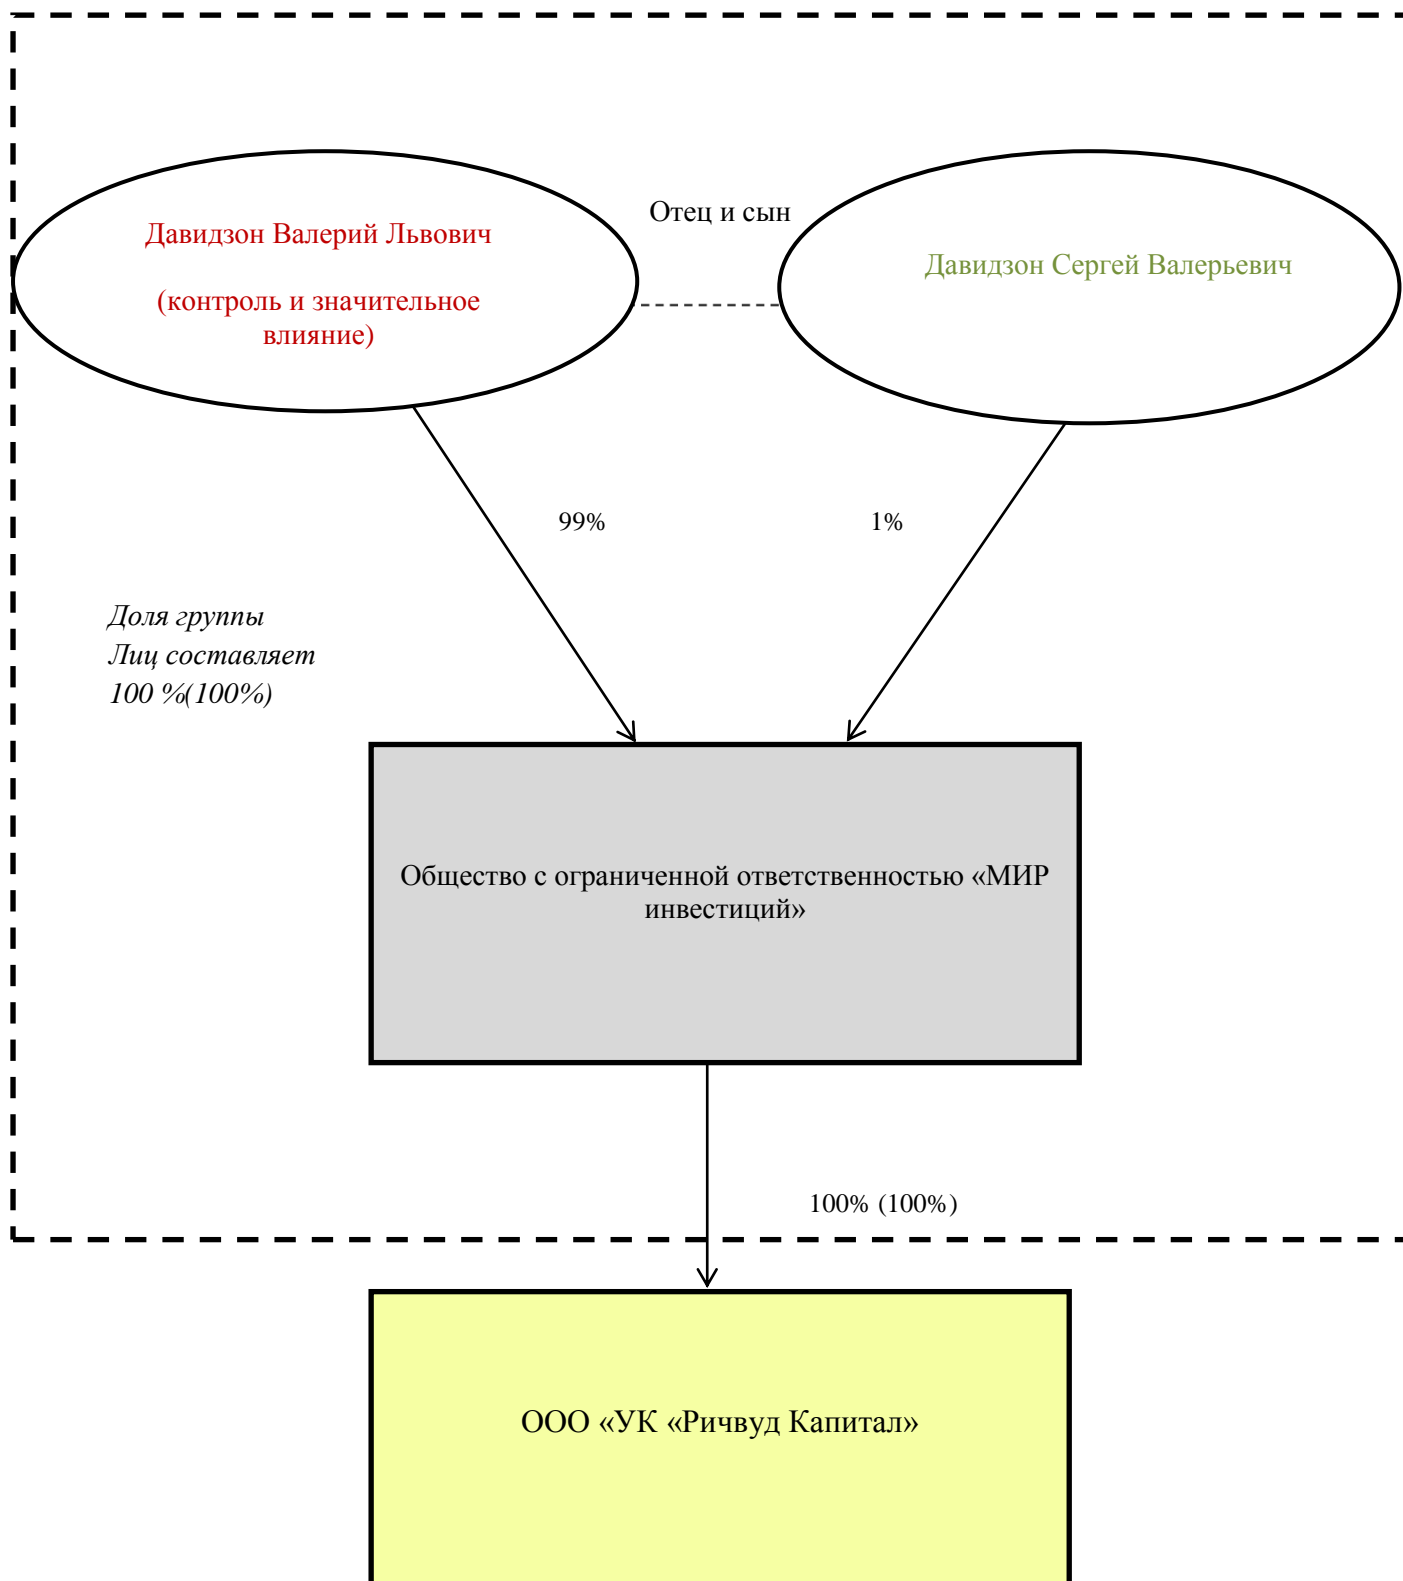 Отец и сын
Давидзон Валерий Львович
(контроль и значительное
влияние)
Давидзон Сергей Валерьевич
99%
1%
Доля группы
Лиц составляет
100 %(100%)
Общество с ограниченной ответственностью «МИР
инвестиций»
100% (100%)
ООО «УК «Ричвуд Капитал»